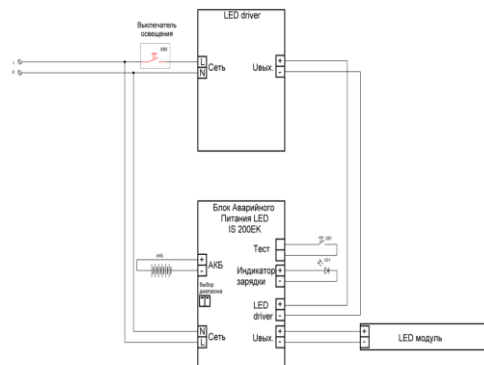 Выключатель
освещения
LED driver
L
L
N
Сеть
+
-
Uвых.
Блок Аварийного
Питания LED
IS 200EK
+
-
АКБ
Тест
Выбор
диапазона
Индикатор
зарядки
+
-
LED
driver
+
-
N
L
Сеть
Uвых.
+
-
+
-
LED модуль